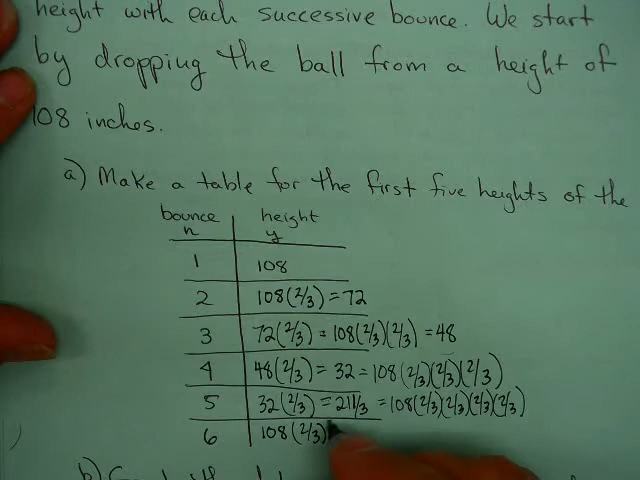 height with each successive bounce. We start
by dropping the ball from a height of
108 inches.
a) Make a table for the first five heights of the
bounce height
n y
1 108
2 108(2/3) = 72
3 72(2/3) = 108(2/3)(2/3) = 48
4 48(2/3) = 32 = 108(2/3)(2/3)(2/3)
5 32(2/3) = 21 1/3 = 108(2/3)(2/3)(2/3)(2/3)
6 108(2/3)
b)